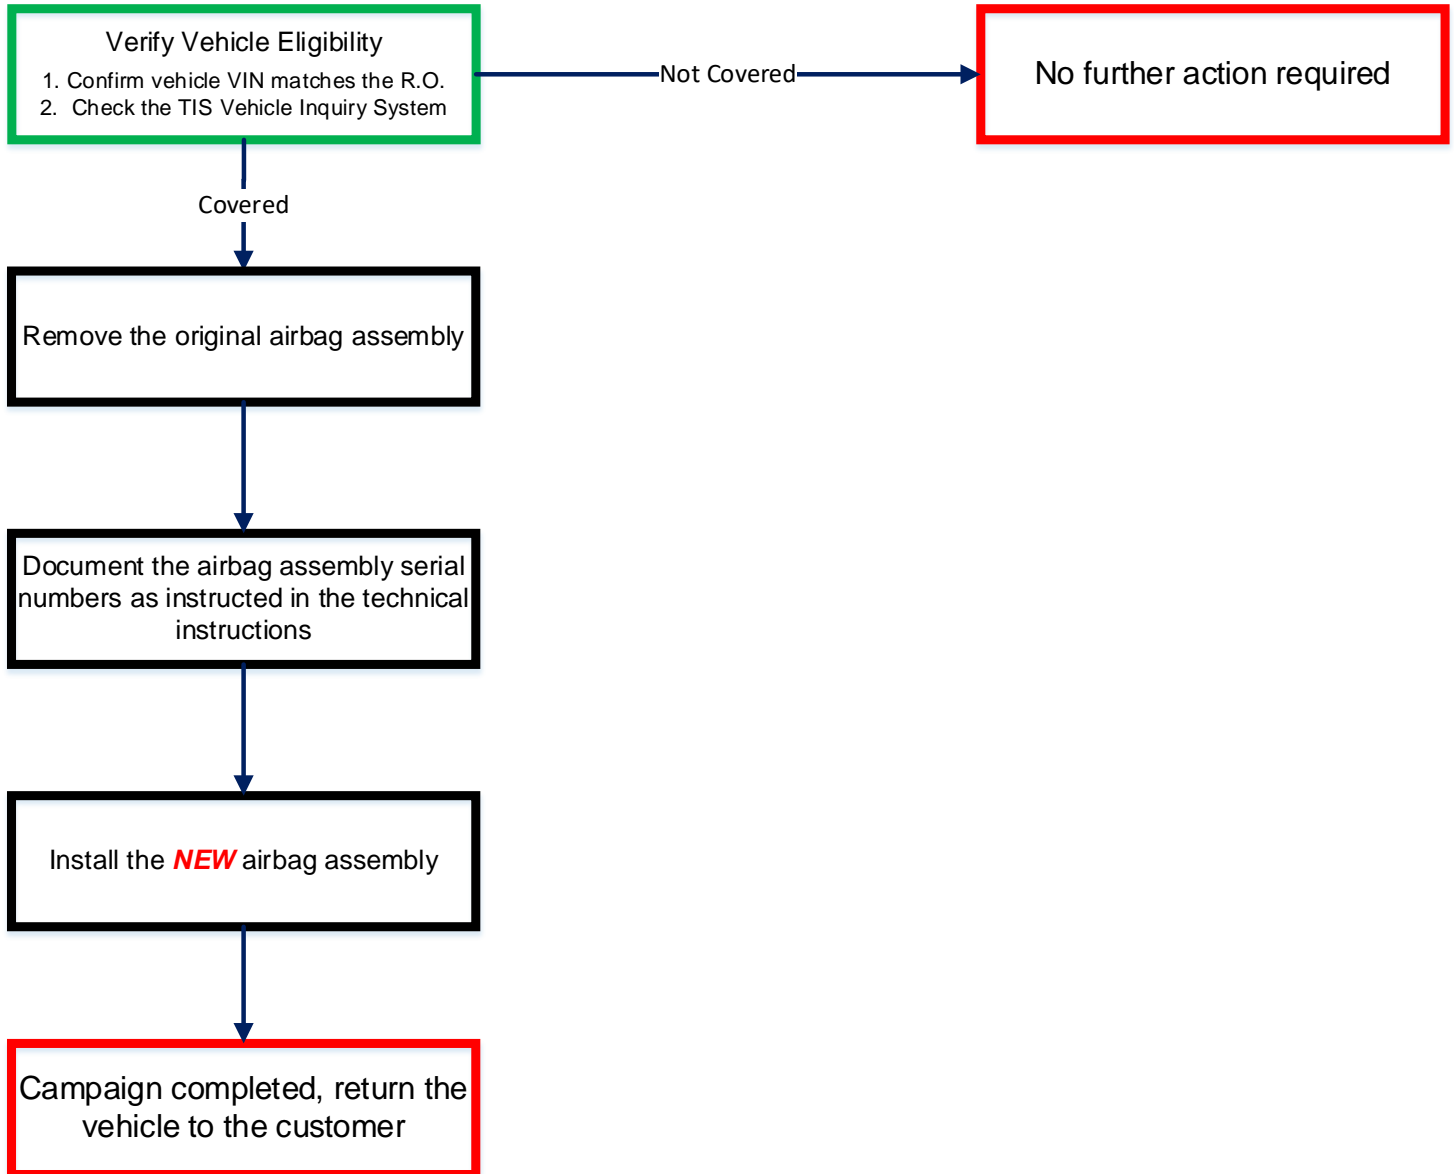 Verify Vehicle Eligibility
1. Confirm vehicle VIN matches the R.O.
2. Check the TIS Vehicle Inquiry System
Not Covered
No further action required
Covered
Remove the original airbag assembly
Document the airbag assembly serial
numbers as instructed in the technical
instructions
Install the NEW airbag assembly
Campaign completed, return the
vehicle to the customer